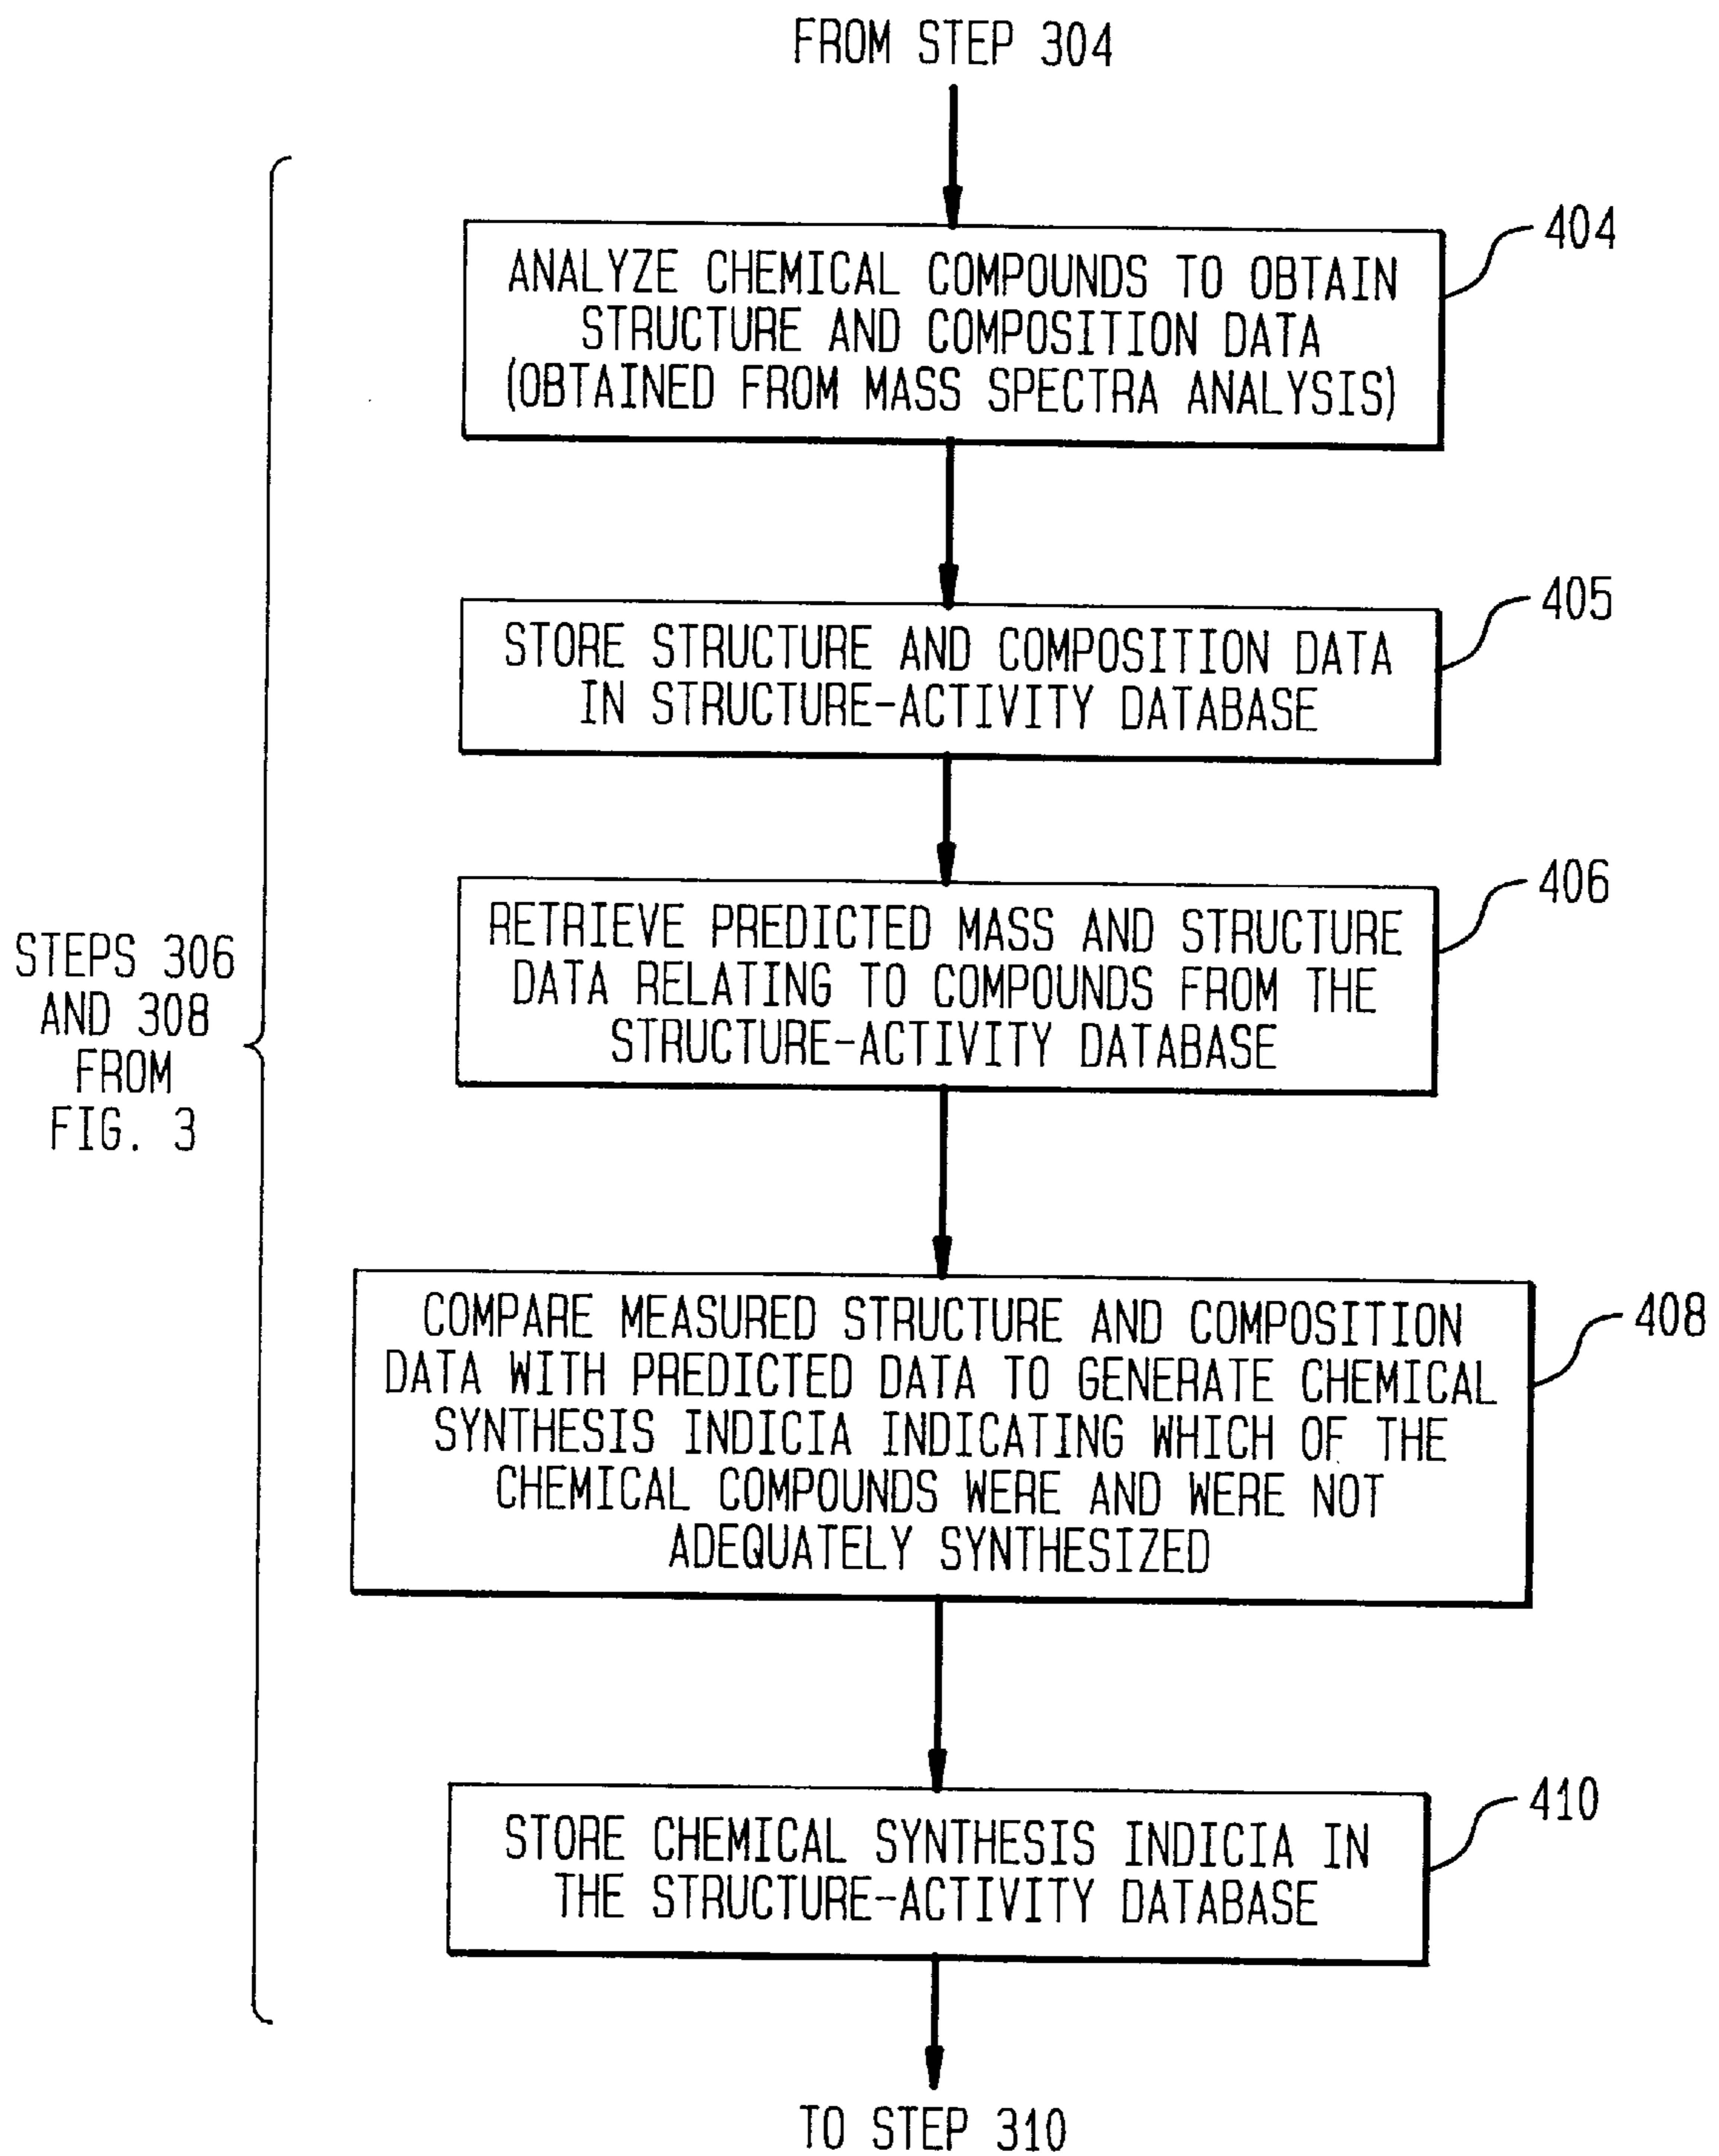 FROM STEP 304
404
ANALYZE CHEMICAL COMPOUNDS TO OBTAIN
STRUCTURE AND COMPOSITION DATA
(OBTAINED FROM MASS SPECTRA ANALYSIS)
405
STORE STRUCTURE AND COMPOSITION DATA
IN STRUCTURE-ACTIVITY DATABASE
406
RETRIEVE PREDICTED MASS AND STRUCTURE
DATA RELATING TO COMPOUNDS FROM THE
STRUCTURE-ACTIVITY DATABASE
STEPS 306
AND 308
FROM
FIG. 3
408
COMPARE MEASURED STRUCTURE AND COMPOSITION
DATA WITH PREDICTED DATA TO GENERATE CHEMICAL
SYNTHESIS INDICIA INDICATING WHICH OF THE
CHEMICAL COMPOUNDS WERE AND WERE NOT
ADEQUATELY SYNTHESIZED
410
STORE CHEMICAL SYNTHESIS INDICIA IN
THE STRUCTURE-ACTIVITY DATABASE
TO STEP 310